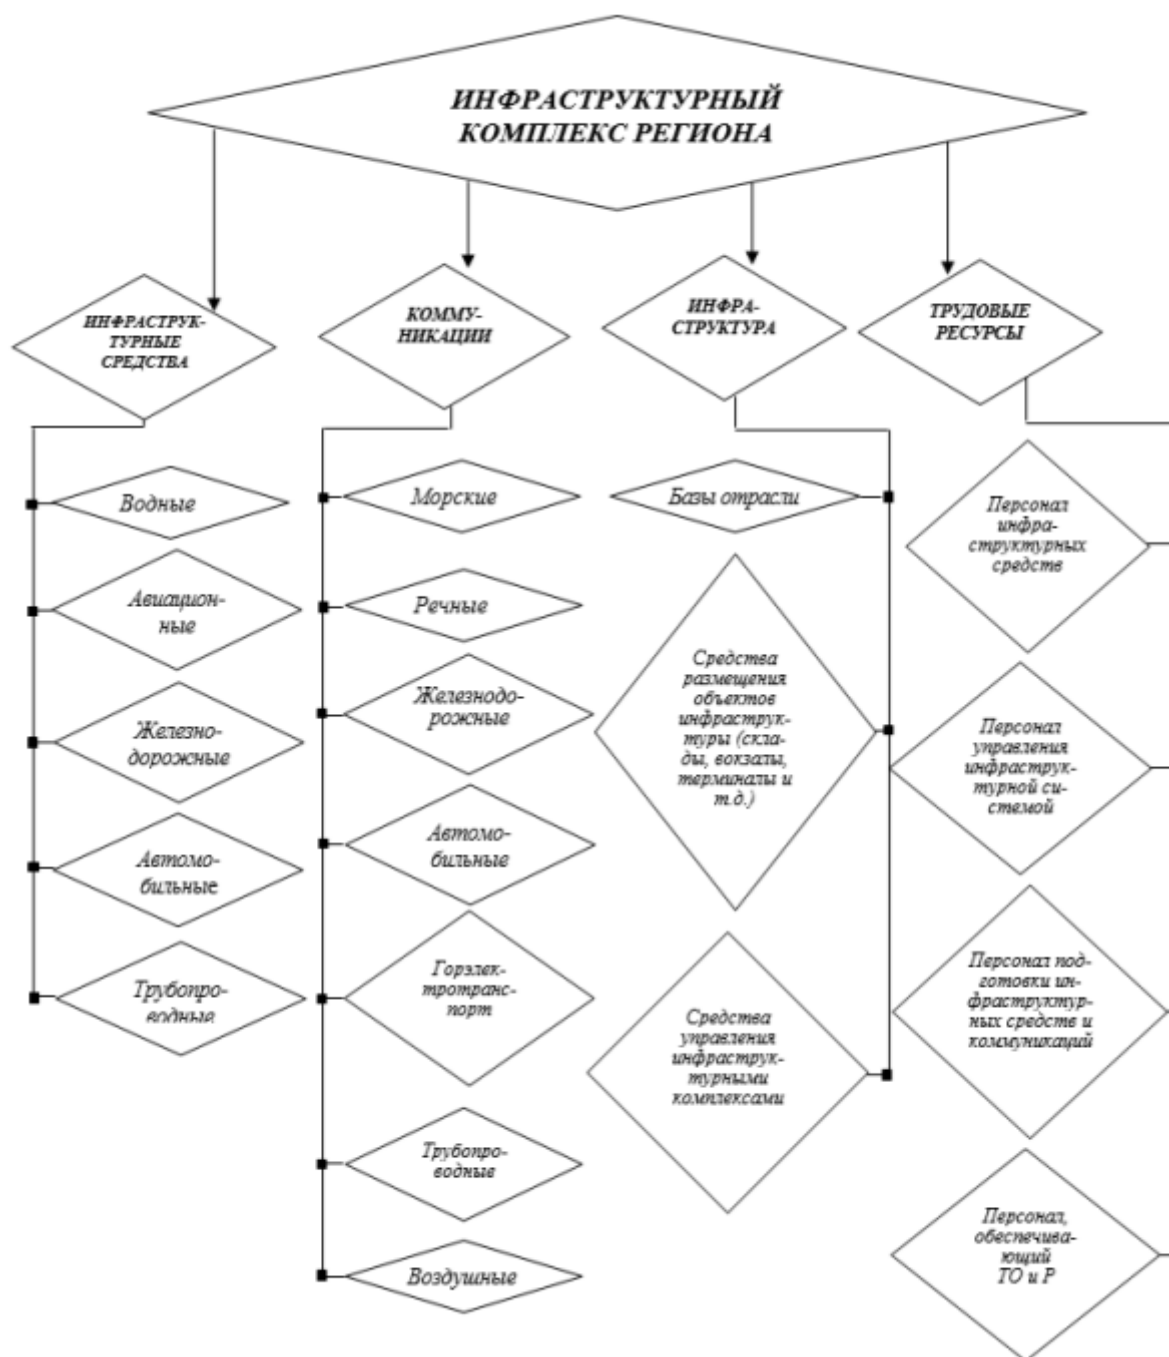 ИНФРАСТРУКТУРНЫЙ
КОМПЛЕКС РЕГИОНА
ИНФРАСТРУК-
ТУРНЫЕ
СРЕДСТВА
КОММУ-
НИКАЦИИ
ИНФРА-
СТРУКТУРА
ТРУДОВЫЕ
РЕСУРСЫ
Водные
Авиацион-
ные
Железно-
дорожные
Автомо-
бильные
Трубопро-
водные
Морские
Речные
Железнодо-
рожные
Автомо-
бильные
Горэлек-
тротранс-
порт
Трубопро-
водные
Воздушные
Базы отрасли
Средства
размещения
объектов
инфраструк-
туры (скла-
ды, вокзалы,
терминалы и
т.д.)
Средства
управления
инфраструк-
турными
комплексами
Персонал
инфра-
структурных
средств
Персонал
управления
инфраструк-
турной си-
стемой
Персонал под-
готовки ин-
фраструктур-
ных средств и
коммуникаций
Персонал,
обеспечива-
ющий
ТО и Р